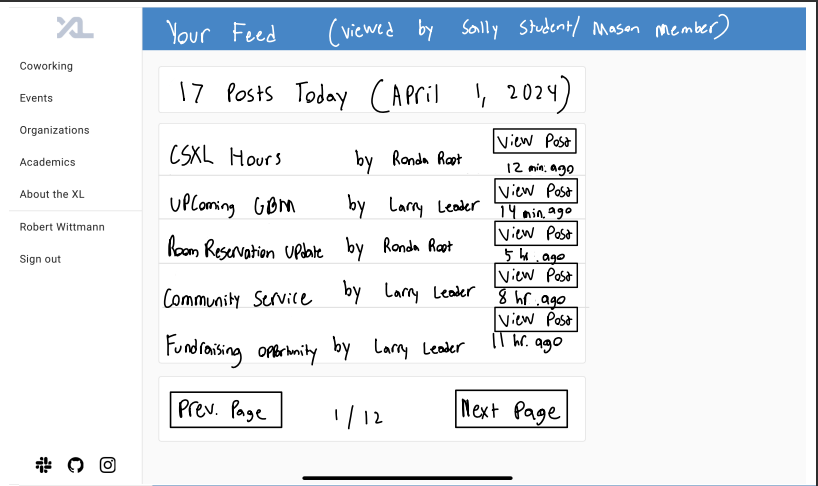 XL
Coworking
Events
Organizations
Academics
About the XL
Robert Wittmann
Sign out
Your Feed (viewed by Sally Student/ Mason member)
17 Posts Today (April 1, 2024)
CSXL Hours by Ronda Root View Post
12 min. ago
Upcoming GBM by Larry Leader View Post
14 min. ago
Room Reservation Update by Ronda Root View Post
5 hr. ago
Community Service by Larry Leader View Post
8 hr. ago
Fundraising opportunity by Larry Leader View Post
11 hr. ago
Prev. Page 1/12 Next Page